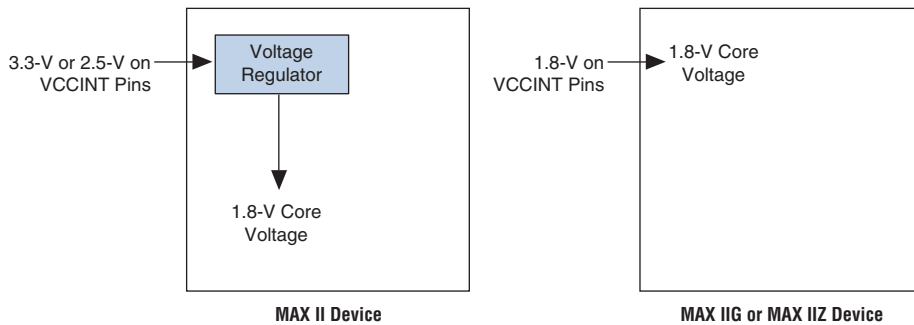 3.3-V or 2.5-V on
VCCINT Pins
Voltage
Regulator
1.8-V Core
Voltage
MAX II Device
1.8-V on
VCCINT Pins
1.8-V Core
Voltage
MAX IIG or MAX IIZ Device